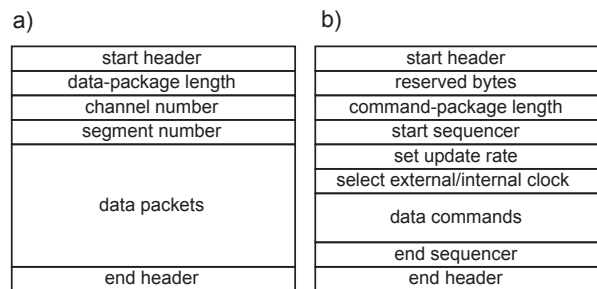 a)
start header
data-package length
channel number
segment number
data packets
end header
b)
start header
reserved bytes
command-package length
start sequencer
set update rate
select external/internal clock
data commands
end sequencer
end header